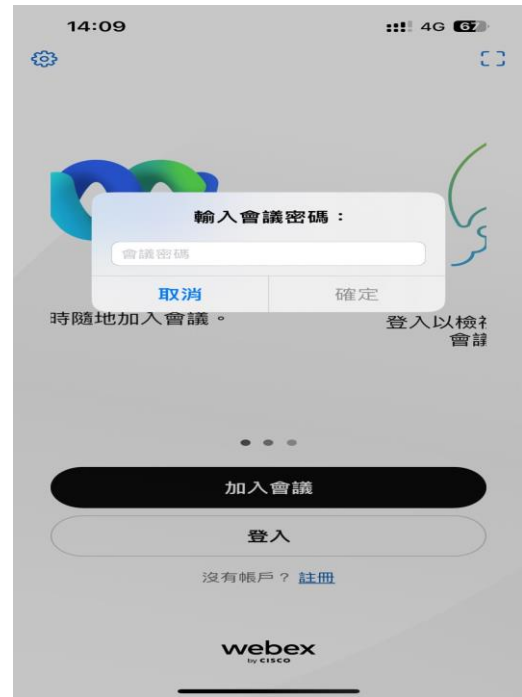 14:09
4G 67
輸入會議密碼：
會議密碼
取消
確定
時隨地加入會議。
登入以檢視
會議
加入會議
登入
沒有帳戶？ 註冊
webex
by CISCO